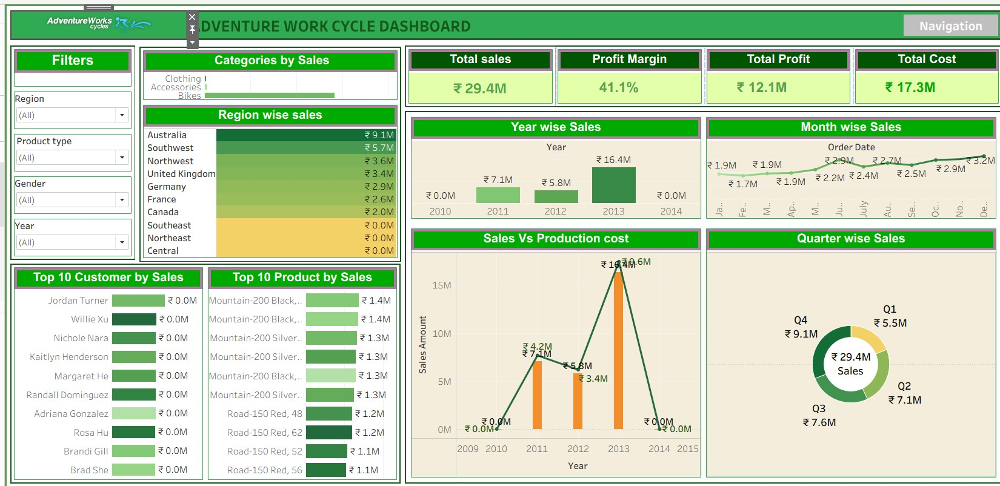 AdventureWorks
cycles
ADVENTURE WORK CYCLE DASHBOARD
Navigation
Filters
Region
(All)
Product type
(All)
Gender
(All)
Year
(All)
Categories by Sales
Clothing
Accessories
Bikes
Region wise sales
Australia ₹ 9.1M
Southwest ₹ 5.7M
Northwest ₹ 3.6M
United Kingdom ₹ 3.4M
Germany ₹ 2.9M
France ₹ 2.6M
Canada ₹ 2.0M
Southeast ₹ 0.0M
Northeast ₹ 0.0M
Central ₹ 0.0M
Total sales
₹ 29.4M
Profit Margin
41.1%
Total Profit
₹ 12.1M
Total Cost
₹ 17.3M
Year wise Sales
Year
₹ 0.0M ₹ 7.1M ₹ 5.8M ₹ 16.4M ₹ 0.0M
2010 2011 2012 2013 2014
Month wise Sales
Order Date
₹ 1.9M ₹ 1.7M ₹ 1.9M ₹ 1.9M ₹ 2.2M ₹ 2.9M ₹ 2.4M ₹ 2.7M ₹ 2.5M ₹ 2.9M ₹ 3.2M
Ja.. Fe.. M.. Ap.. M.. Ju.. July Au.. Se.. Oc.. No.. De..
Top 10 Customer by Sales
Jordan Turner ₹ 0.0M
Willie Xu ₹ 0.0M
Nichole Nara ₹ 0.0M
Kaitlyn Henderson ₹ 0.0M
Margaret He ₹ 0.0M
Randall Dominguez ₹ 0.0M
Adriana Gonzalez ₹ 0.0M
Rosa Hu ₹ 0.0M
Brandi Gill ₹ 0.0M
Brad She ₹ 0.0M
Top 10 Product by Sales
Mountain-200 Black,.. ₹ 1.4M
Mountain-200 Black,.. ₹ 1.4M
Mountain-200 Silver.. ₹ 1.3M
Mountain-200 Silver.. ₹ 1.3M
Mountain-200 Black,.. ₹ 1.3M
Mountain-200 Silver.. ₹ 1.3M
Road-150 Red, 48 ₹ 1.2M
Road-150 Red, 62 ₹ 1.2M
Road-150 Red, 52 ₹ 1.1M
Road-150 Red, 56 ₹ 1.1M
Sales Vs Production cost
Sales Amount
15M
10M
5M
0M
₹ 16.4M
₹ 4.2M
₹ 7.1M
₹ 5.8M
₹ 3.4M
₹ 0.0M
₹ 0.0M
₹ 0.0M
₹ 0.0M
2009 2010 2011 2012 2013 2014 2015
Year
Quarter wise Sales
Q1
₹ 5.5M
Q4
₹ 9.1M
₹ 29.4M
Sales
Q2
₹ 7.1M
Q3
₹ 7.6M